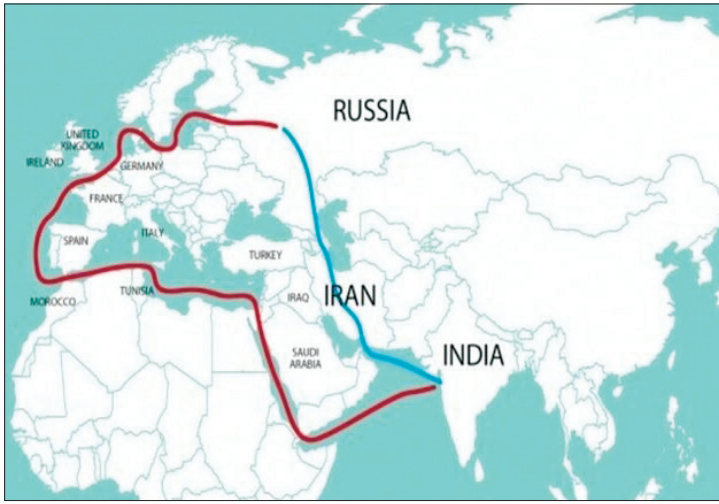 RUSSIA
UNITED
KINGDOM
IRELAND
GERMANY
FRANCE
ITALY
SPAIN
TURKEY
MOROCCO
TUNISIA
IRAQ
IRAN
SAUDI
ARABIA
INDIA